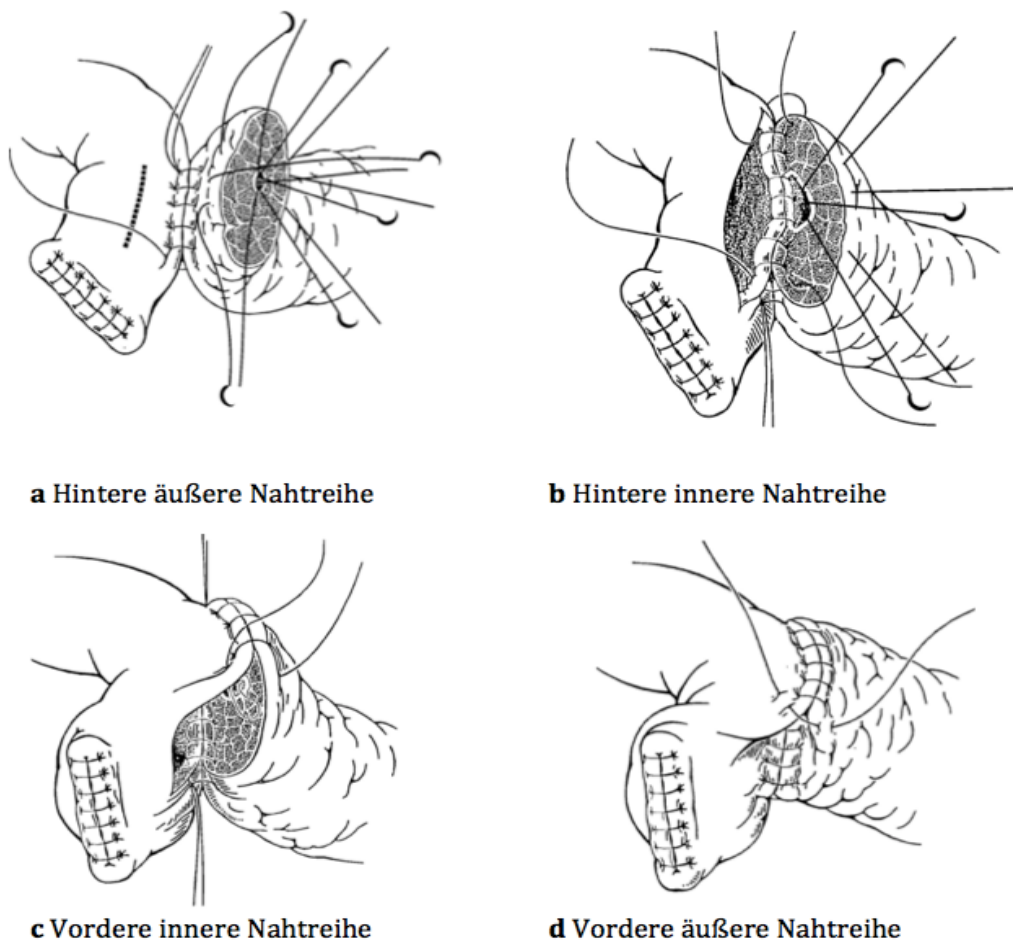 a Hintere äußere Nahtreihe
b Hintere innere Nahtreihe
c Vordere innere Nahtreihe
d Vordere äußere Nahtreihe